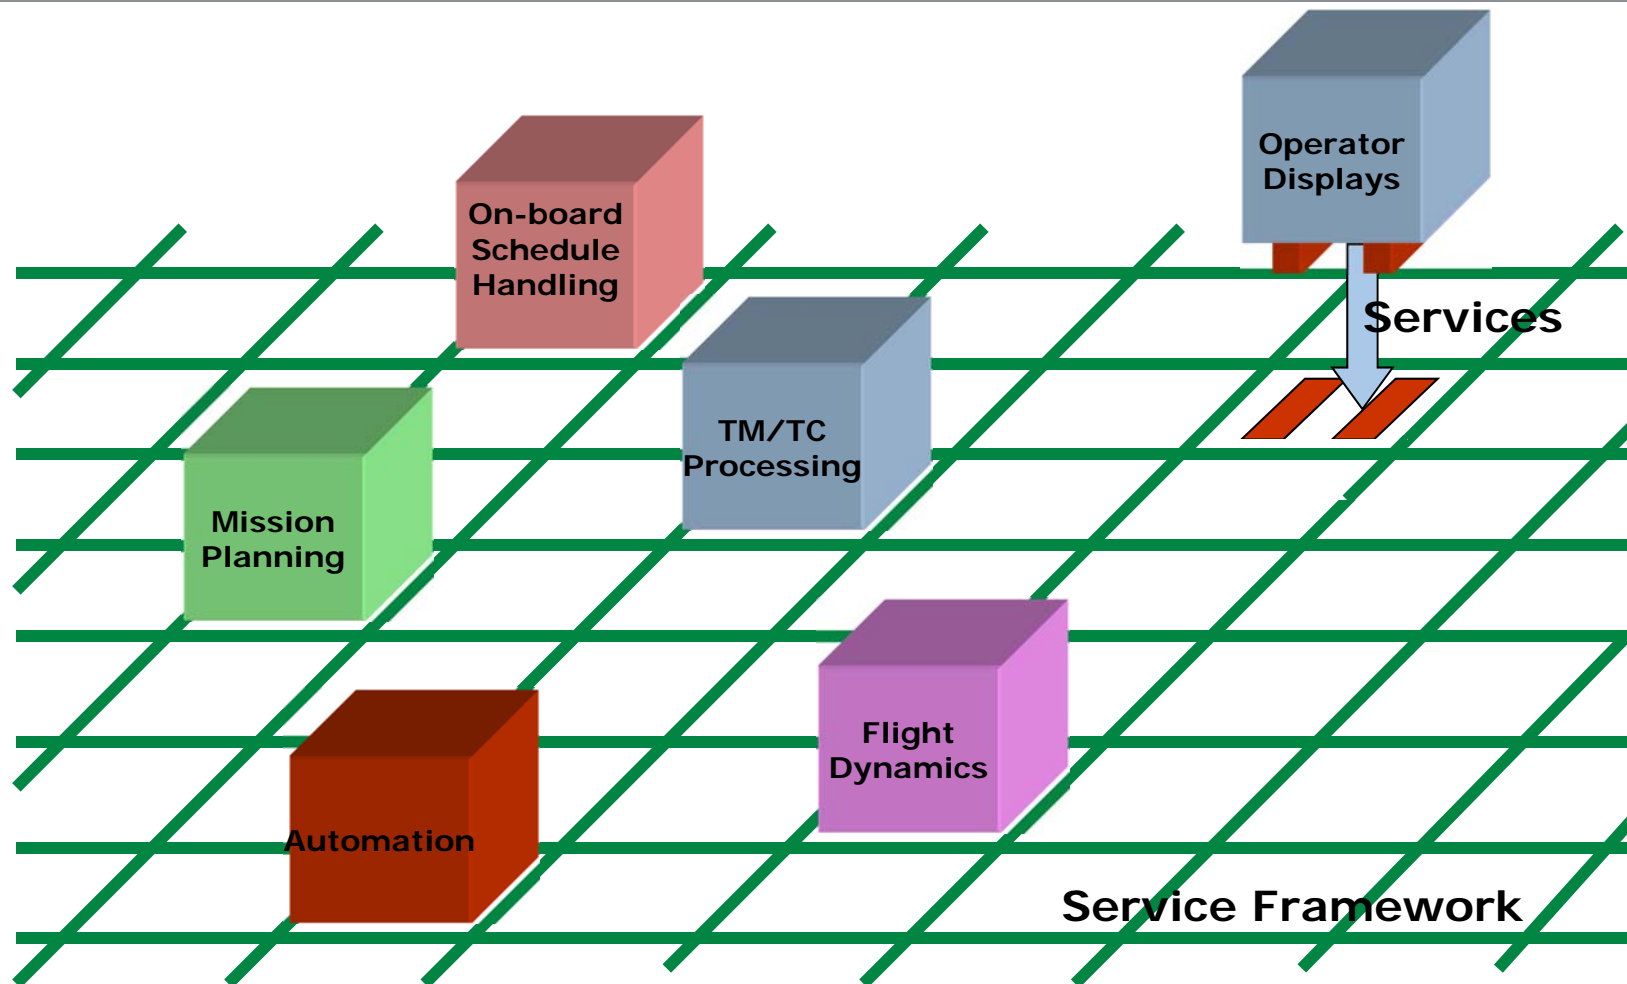 Operator
Displays
On-board
Schedule
Handling
Services
TM/TC
Processing
Mission
Planning
Flight
Dynamics
Automation
Service Framework